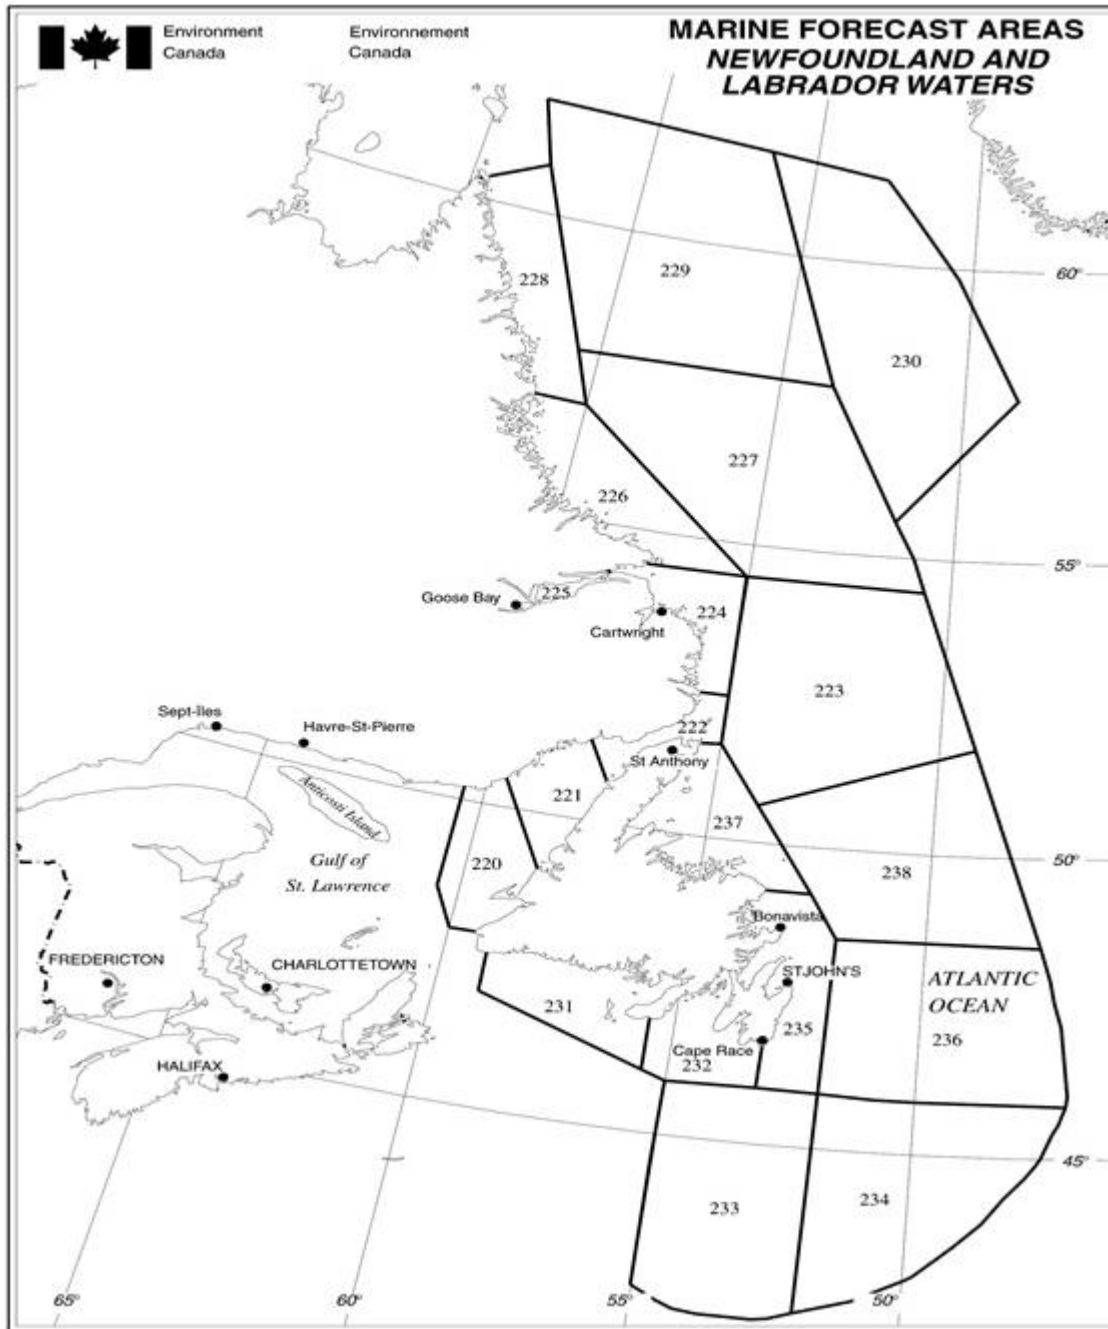 Environment
Canada
Environnement
Canada
MARINE FORECAST AREAS
NEWFOUNDLAND AND
LABRADOR WATERS
60°
228
229
230
227
226
55°
225
Goose Bay
224
Cartwright
223
Sept-Îles
Havre-St-Pierre
222
St Anthony
221
Anticosti Island
237
50°
Gulf of
St. Lawrence
220
238
Bonavista
FREDERICTON
CHARLOTTETOWN
STJOHN'S
ATLANTIC
OCEAN
231
235
236
Cape Race
232
HALIFAX
45°
233
234
65°
60°
55°
50°